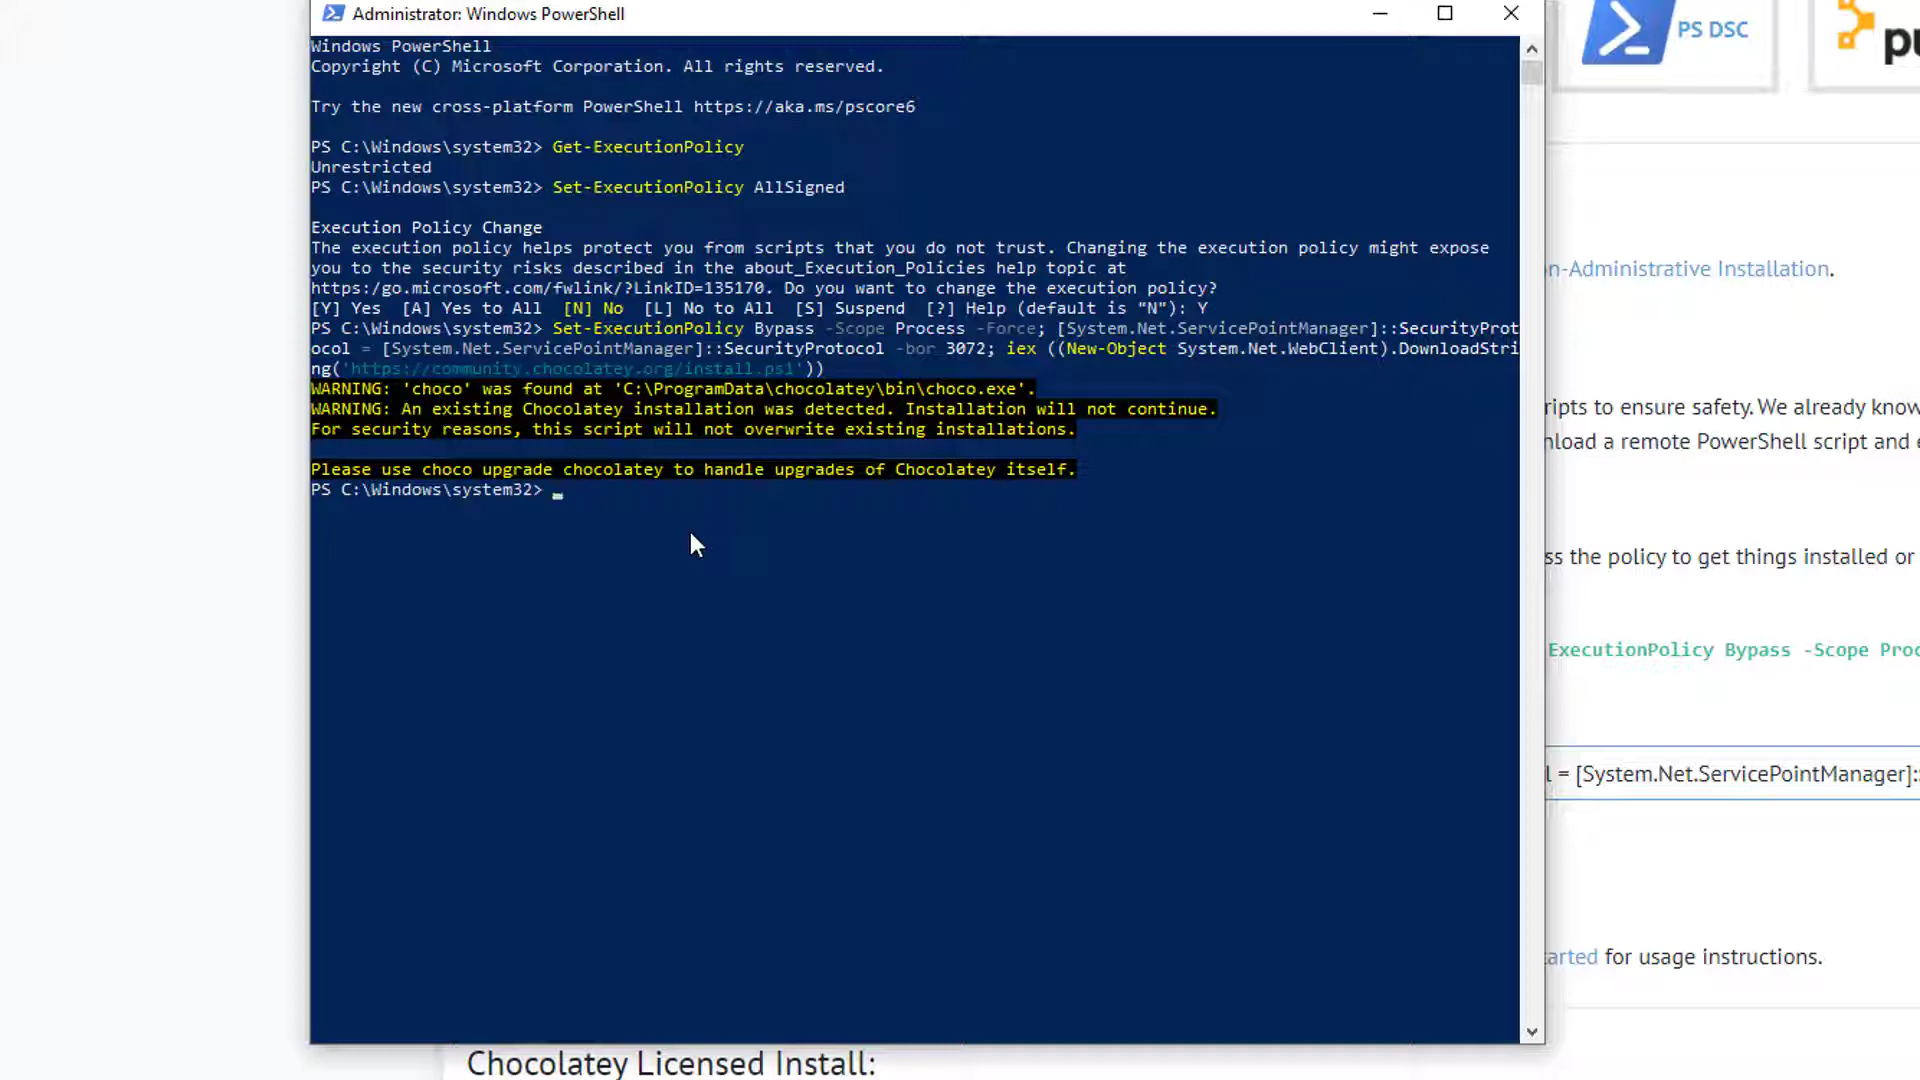 Administrator: Windows PowerShell
Windows PowerShell
Copyright (C) Microsoft Corporation. All rights reserved.
Try the new cross-platform PowerShell https://aka.ms/pscore6
PS C:\Windows\system32> Get-ExecutionPolicy
Unrestricted
PS C:\Windows\system32> Set-ExecutionPolicy AllSigned
Execution Policy Change
The execution policy helps protect you from scripts that you do not trust. Changing the execution policy might expose
you to the security risks described in the about_Execution_Policies help topic at
https:/go.microsoft.com/fwlink/?LinkID=135170. Do you want to change the execution policy?
[Y] Yes  [A] Yes to All  [N] No  [L] No to All  [S] Suspend  [?] Help (default is "N"): Y
PS C:\Windows\system32> Set-ExecutionPolicy Bypass -Scope Process -Force; [System.Net.ServicePointManager]::SecurityProt
ocol = [System.Net.ServicePointManager]::SecurityProtocol -bor 3072; iex ((New-Object System.Net.WebClient).DownloadStri
ng('https://community.chocolatey.org/install.ps1'))
WARNING: 'choco' was found at 'C:\ProgramData\chocolatey\bin\choco.exe'.
WARNING: An existing Chocolatey installation was detected. Installation will not continue.
For security reasons, this script will not overwrite existing installations.
Please use choco upgrade chocolatey to handle upgrades of Chocolatey itself.
PS C:\Windows\system32>
PS DSC
pu
n-Administrative Installation.
ripts to ensure safety. We already know
nload a remote PowerShell script and e
ss the policy to get things installed or
ExecutionPolicy Bypass -Scope Proc
l = [System.Net.ServicePointManager]::
arted for usage instructions.
Chocolatey Licensed Install: